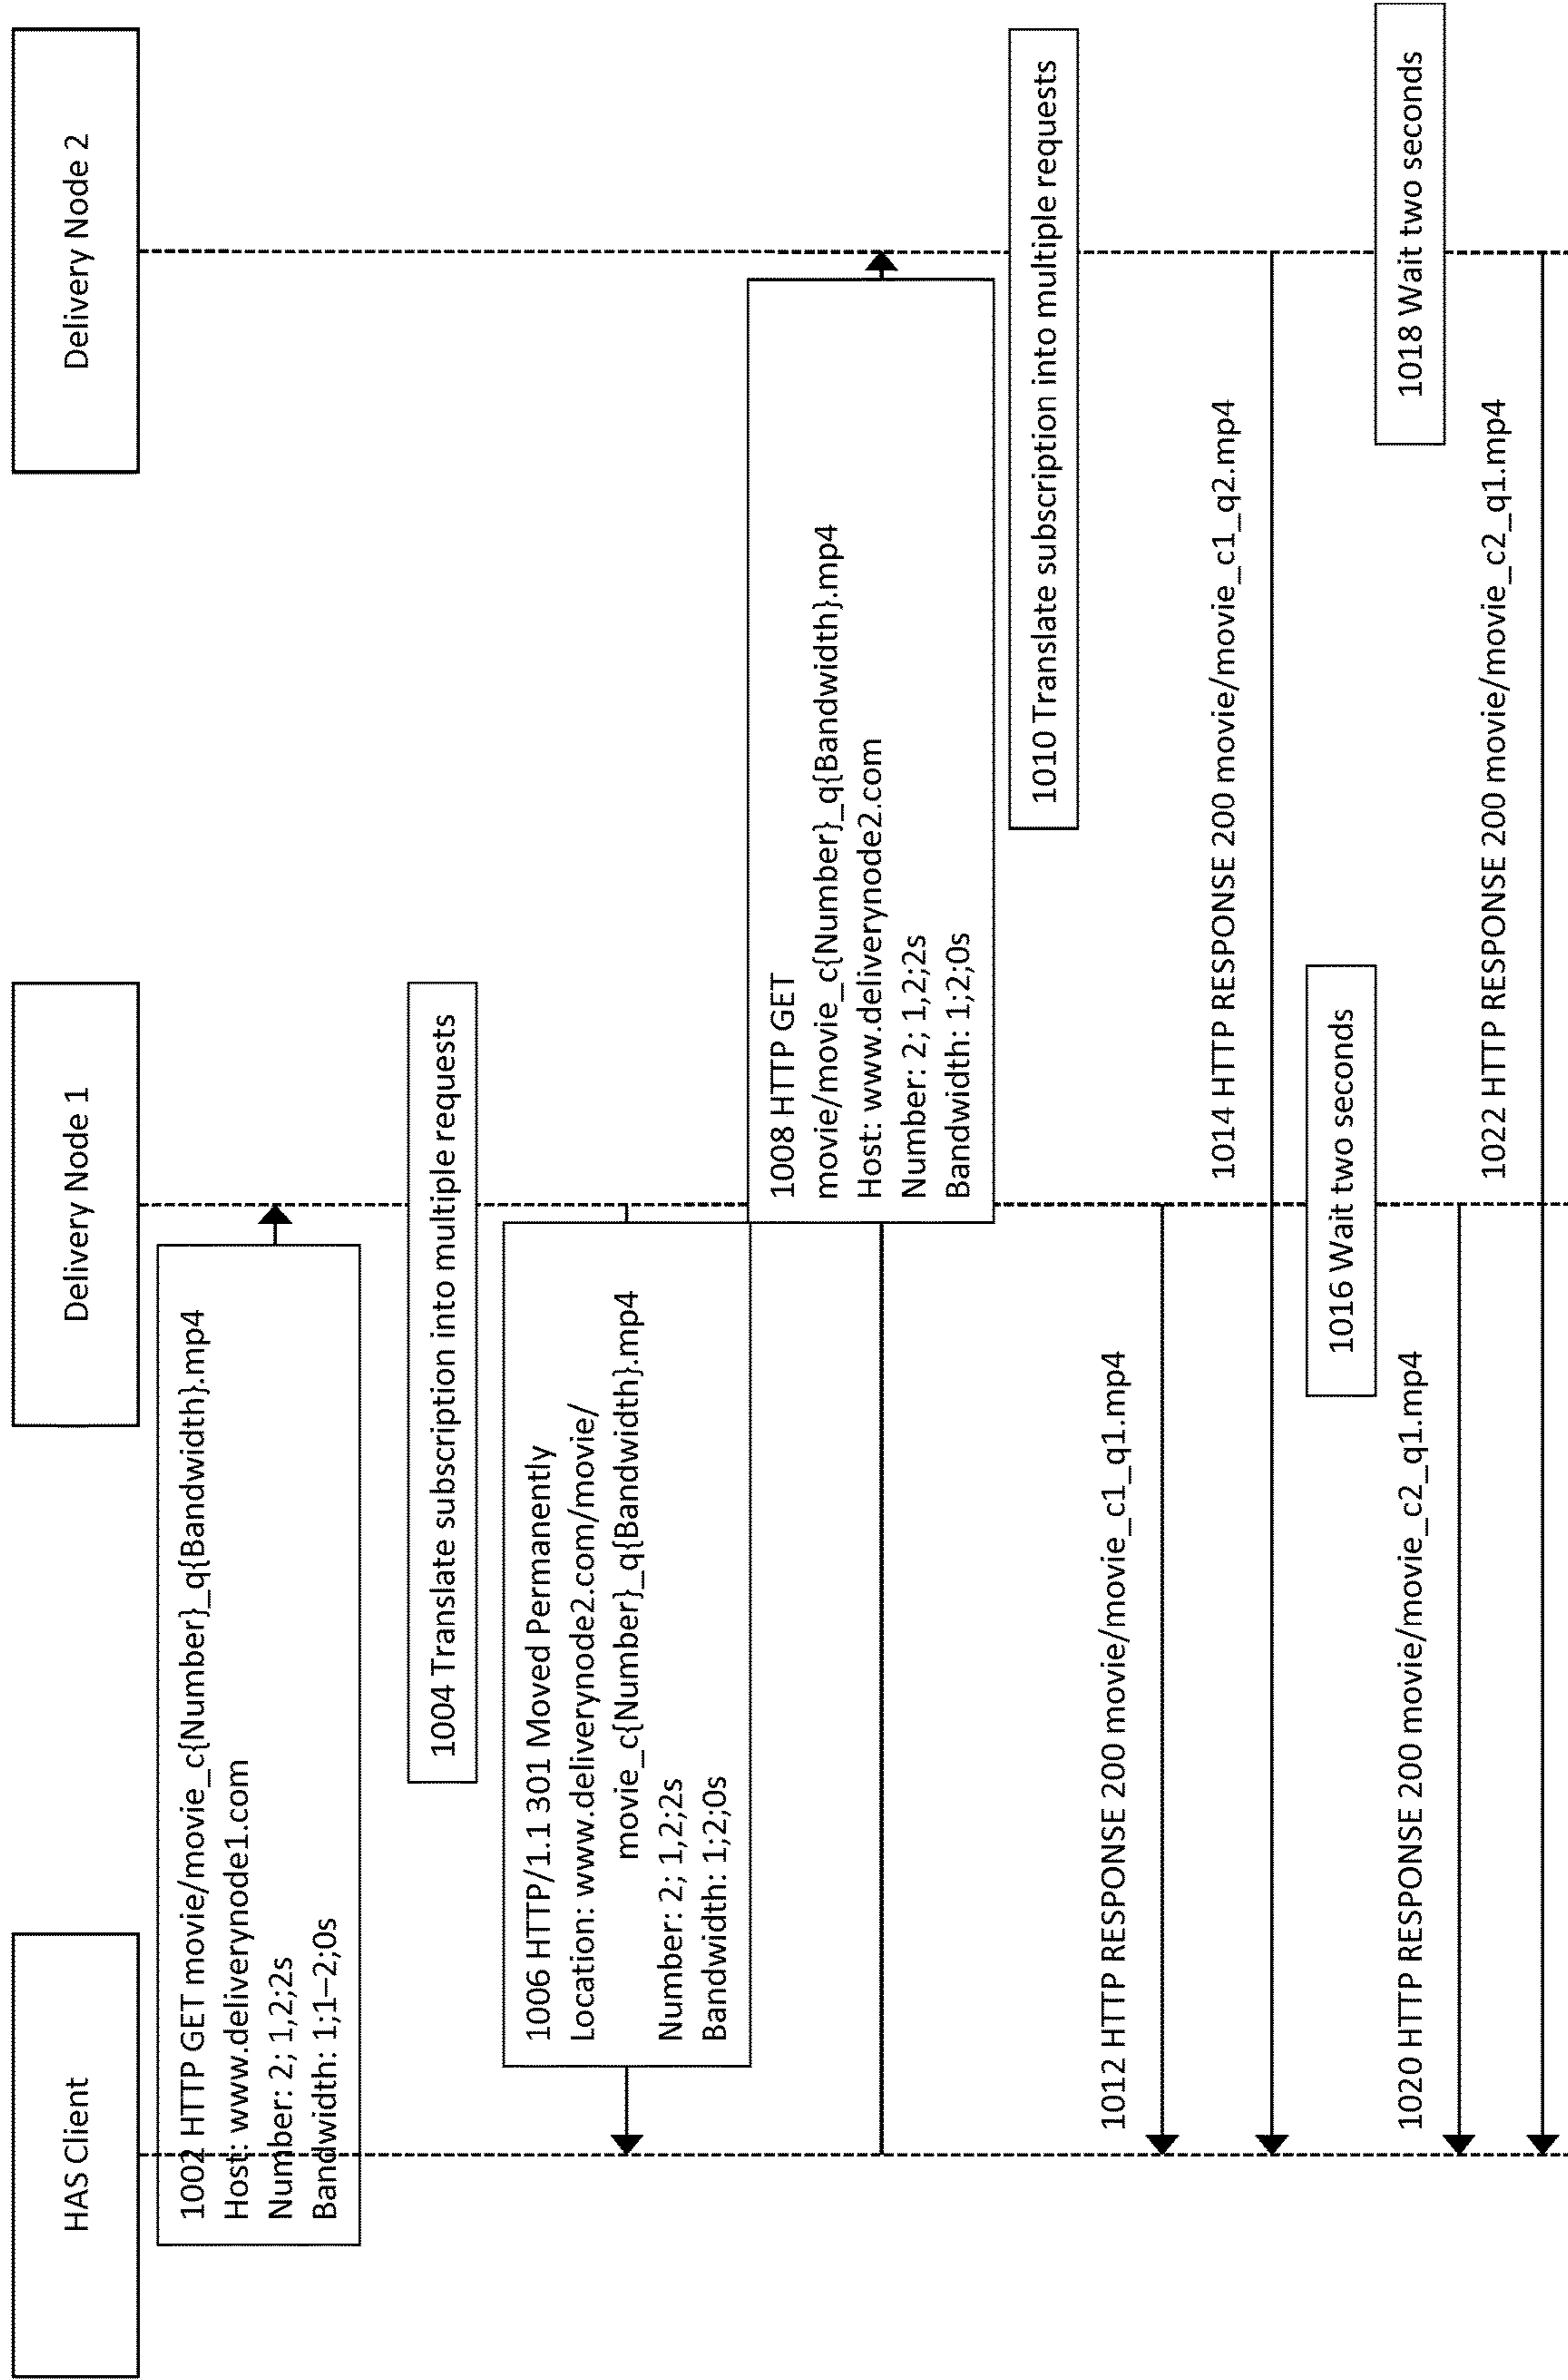 HAS Client
Delivery Node 1
Delivery Node 2
1002 HTTP GET movie/movie_c{Number}_q{Bandwidth}.mp4
Host: www.deliverynode1.com
Number: 2; 1,2;2s
Bandwidth: 1;1–2;0s
1004 Translate subscription into multiple requests
1006 HTTP/1.1 301 Moved Permanently
Location: www.deliverynode2.com/movie/
movie_c{Number}_q{Bandwidth}.mp4
Number: 2; 1,2;2s
Bandwidth: 1;2;0s
1008 HTTP GET
movie/movie_c{Number}_q{Bandwidth}.mp4
Host: www.deliverynode2.com
Number: 2; 1,2;2s
Bandwidth: 1;2;0s
1010 Translate subscription into multiple requests
1012 HTTP RESPONSE 200 movie/movie_c1_q1.mp4
1014 HTTP RESPONSE 200 movie/movie_c1_q2.mp4
1016 Wait two seconds
1018 Wait two seconds
1020 HTTP RESPONSE 200 movie/movie_c2_q1.mp4
1022 HTTP RESPONSE 200 movie/movie_c2_q1.mp4